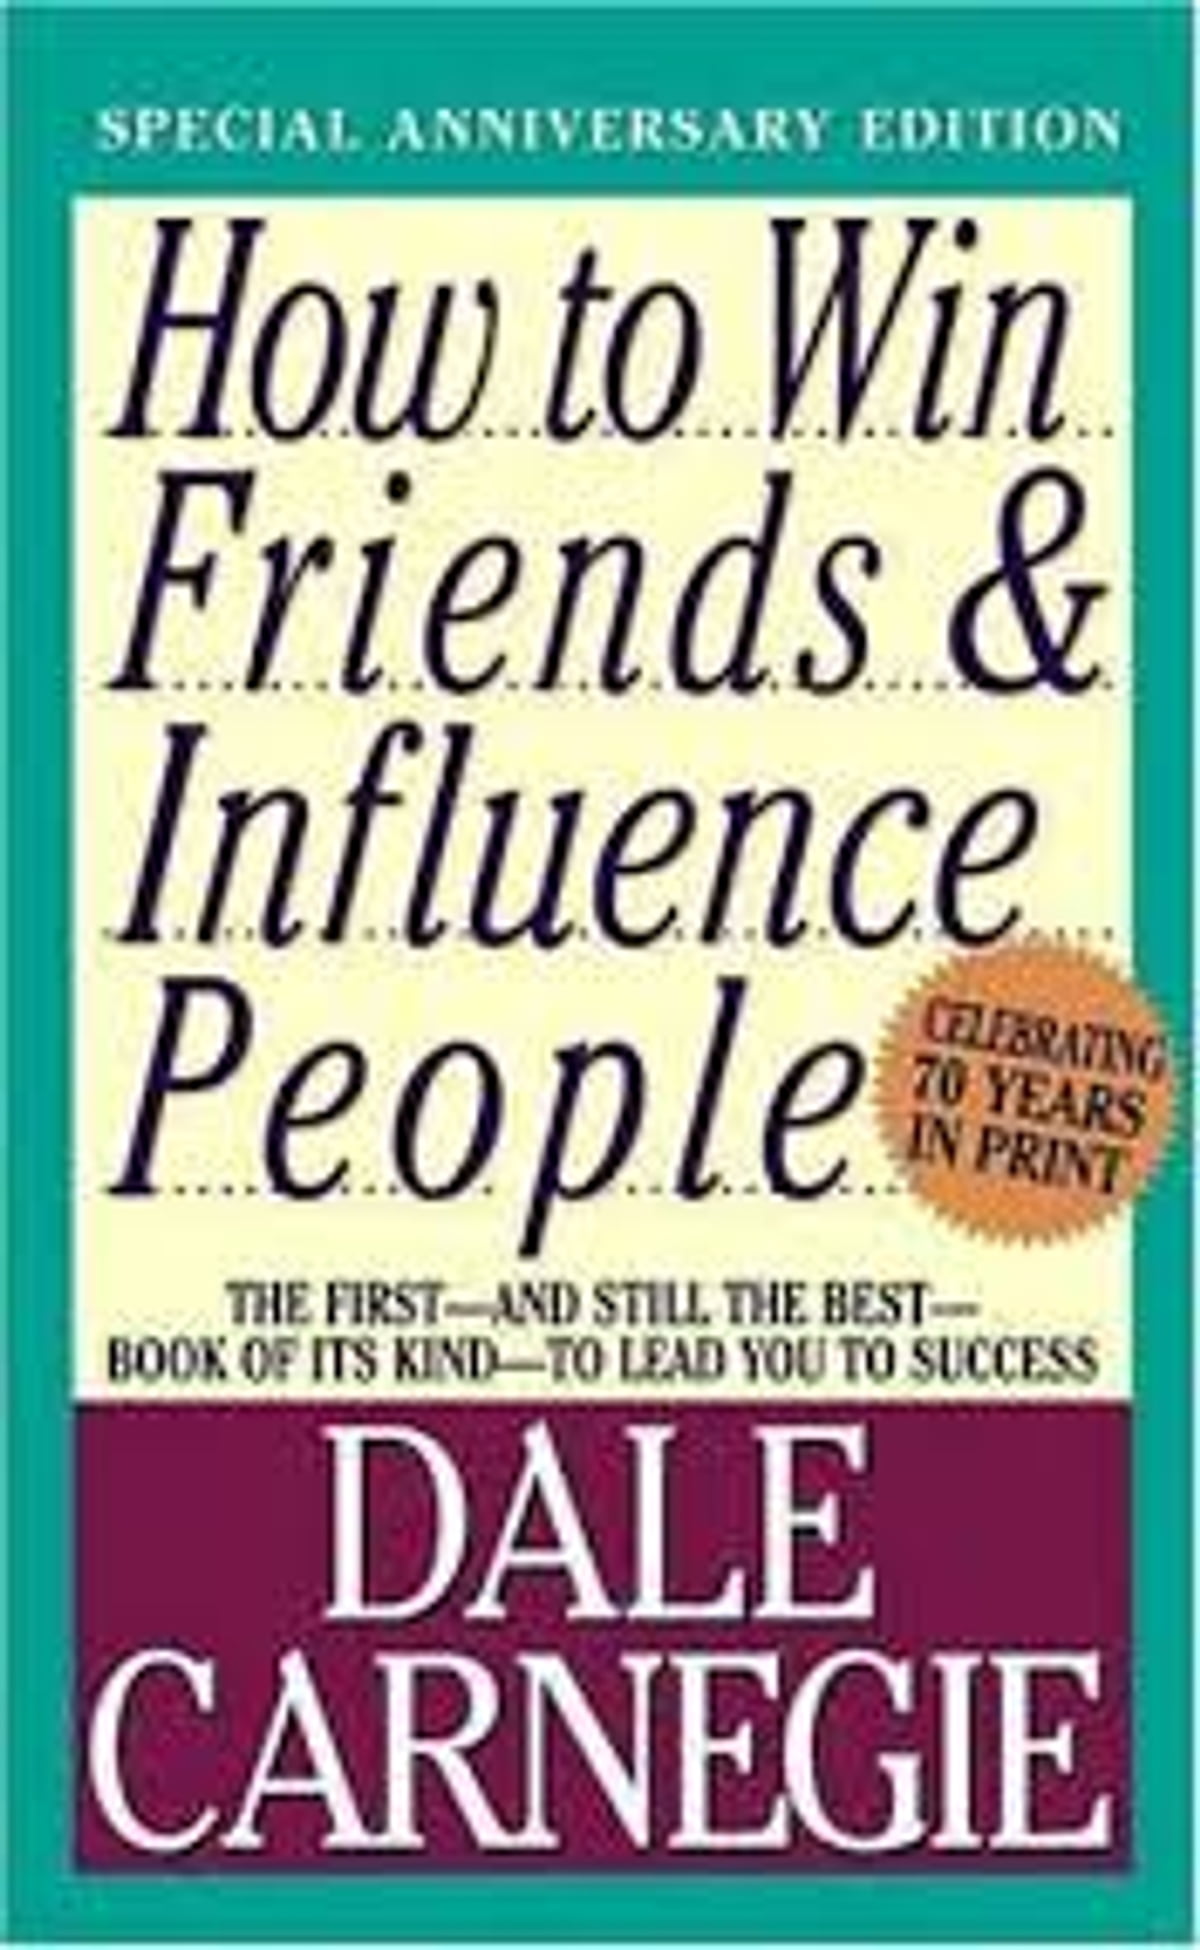 SPECIAL ANNIVERSARY EDITION
How to Win
Friends &
Influence
People
CELEBRATING
70 YEARS
IN PRINT
THE FIRST—AND STILL THE BEST—
BOOK OF ITS KIND—TO LEAD YOU TO SUCCESS
DALE
CARNEGIE